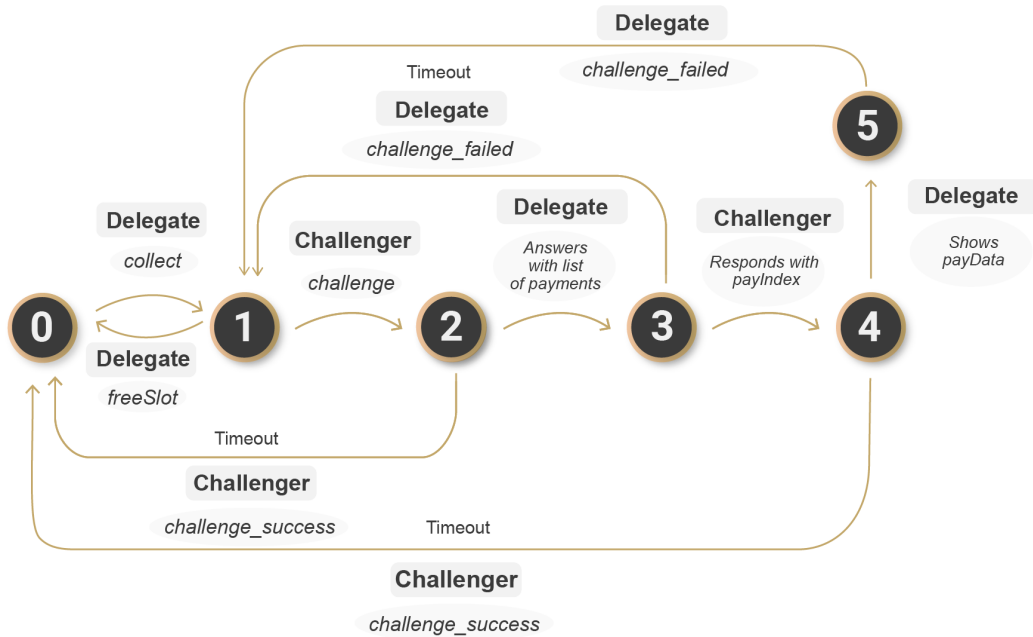 Delegate
challenge_failed
Timeout
Delegate
challenge_failed
5
Delegate
collect
Challenger
challenge
Delegate
Answers
with list
of payments
Challenger
Responds with
payIndex
Delegate
Shows
payData
0
1
2
3
4
Delegate
freeSlot
Timeout
Challenger
challenge_success
Timeout
Challenger
challenge_success